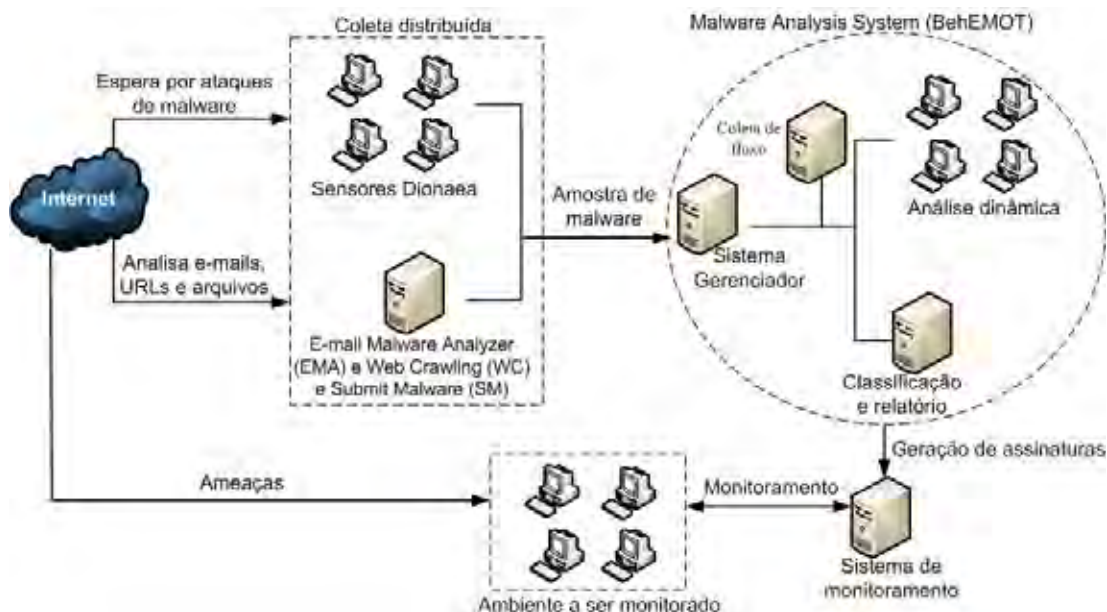 Coleta distribuída
Malware Analysis System (BehEMOT)
Espera por ataques
de malware
Internet
Sensores Dionaea
Amostra de
malware
Coleta de
fluxo
Análise dinâmica
Sistema
Gerenciador
Analisa e-mails,
URLs e arquivos
E-mail Malware Analyzer
(EMA) e Web Crawling (WC)
e Submit Malware (SM)
Classificação
e relatório
Geração de assinaturas
Ameaças
Monitoramento
Sistema de
monitoramento
Ambiente a ser monitorado